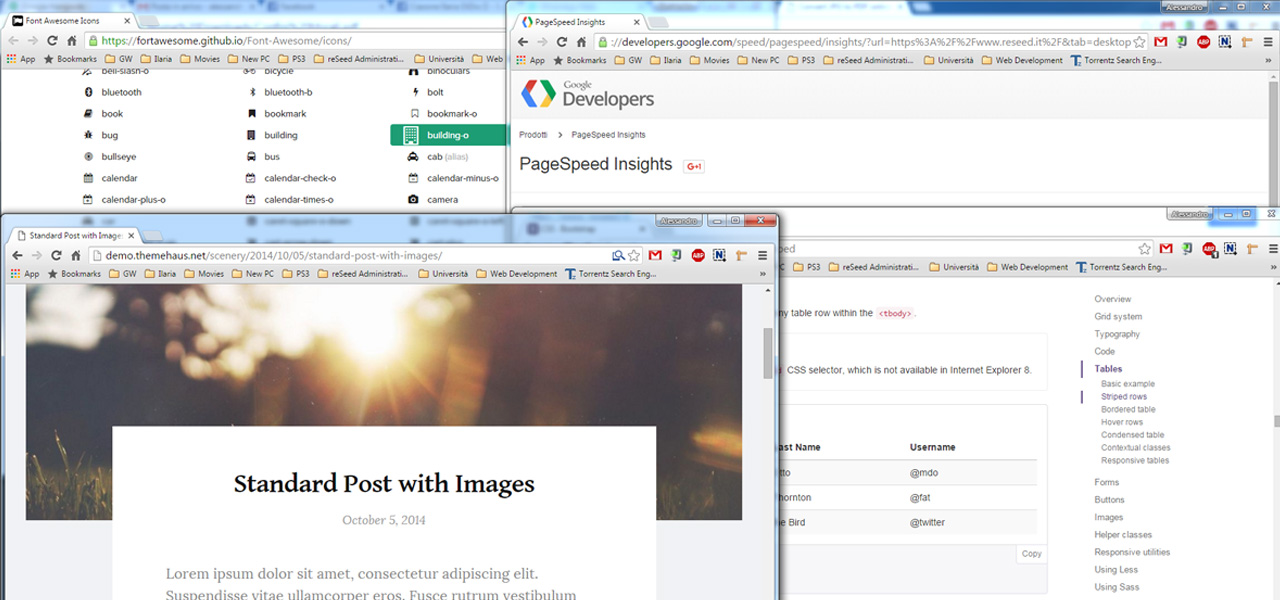 Font Awesome Icons
https://fortawesome.github.io/Font-Awesome/icons/
App Bookmarks GW Ilaria Movies New PC PS3 reSeed Administrati... Università Web
bell-slash-o bicycle binoculars
bluetooth bluetooth-b bolt
book bookmark bookmark-o
bug building building-o
bullseye bus cab (alias)
calendar calendar-check-o calendar-minus-o
calendar-plus-o calendar-times-o camera
Alessandro
PageSpeed Insights
://developers.google.com/speed/pagespeed/insights/?url=https%3A%2F%2Fwww.reseed.it%2F&tab=desktop
App Bookmarks GW Ilaria Movies New PC PS3 reSeed Administrati... Università Web Development Torrentz Search Eng... »
Google
Developers
Prodotti > PageSpeed Insights
PageSpeed Insights G+1
Alessandro
Standard Post with Images
demo.themehaus.net/scenery/2014/10/05/standard-post-with-images/
App Bookmarks GW Ilaria Movies New PC PS3 reSeed Administrati... Università Web Development Torrentz Search Eng... »
Standard Post with Images
October 5, 2014
Lorem ipsum dolor sit amet, consectetur adipiscing elit.
Suspendisse vitae ullamcorper eros. Fusce rutrum vestibulum
Alessandro
PS3 reSeed Administrati... Università Web Development Torrentz Search Eng... »
table row within the <tbody>.
CSS selector, which is not available in Internet Explorer 8.
Name Username
@mdo
@fat
Bird @twitter
Copy
Overview
Grid system
Typography
Code
Tables
Basic example
Striped rows
Bordered table
Hover rows
Condensed table
Contextual classes
Responsive tables
Forms
Buttons
Images
Helper classes
Responsive utilities
Using Less
Using Sass